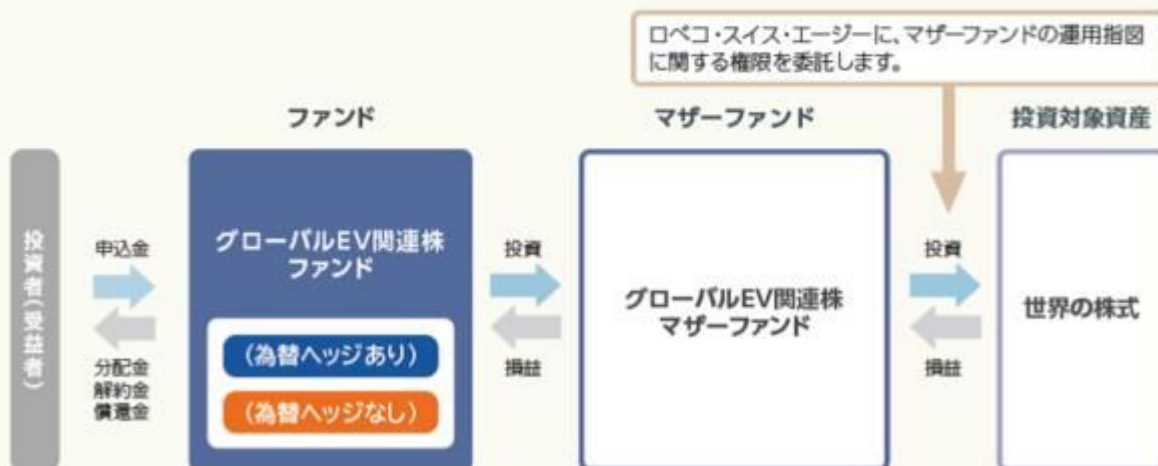 ロベコ・スイス・エージーに、マザーファンドの運用指図
に関する権限を委託します。
ファンド
マザーファンド
投資対象資産
投資者(受益者)
申込金
分配金
解約金
償還金
グローバルEV関連株
ファンド
(為替ヘッジあり)
(為替ヘッジなし)
投資
損益
グローバルEV関連株
マザーファンド
投資
損益
世界の株式